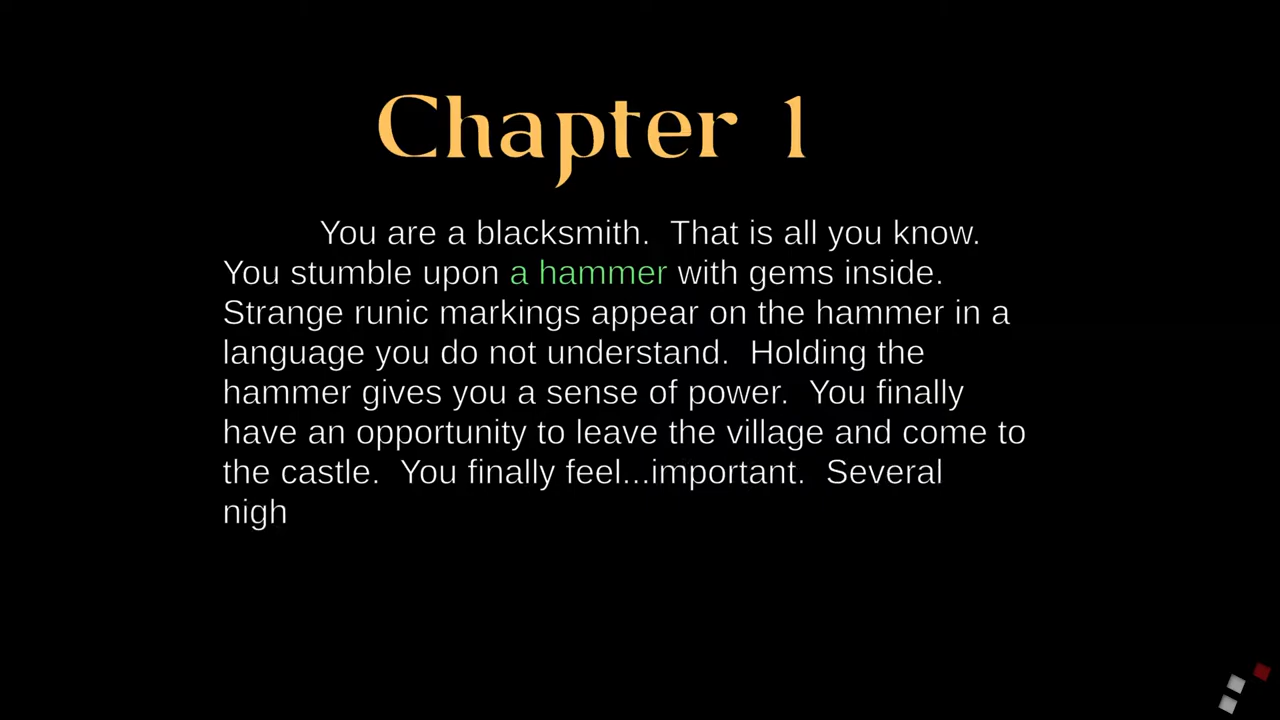 Chapter 1
You are a blacksmith.  That is all you know.
You stumble upon a hammer with gems inside.
Strange runic markings appear on the hammer in a
language you do not understand.  Holding the
hammer gives you a sense of power.  You finally
have an opportunity to leave the village and come to
the castle.  You finally feel...important.  Several
nigh